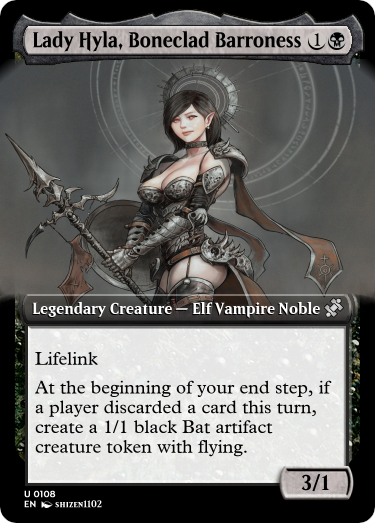 Lady Hyla, Boneclad Barroness 1
Legendary Creature — Elf Vampire Noble
Lifelink
At the beginning of your end step, if
a player discarded a card this turn,
create a 1/1 black Bat artifact
creature token with flying.
3/1
U 0108
EN SHIZEN1102